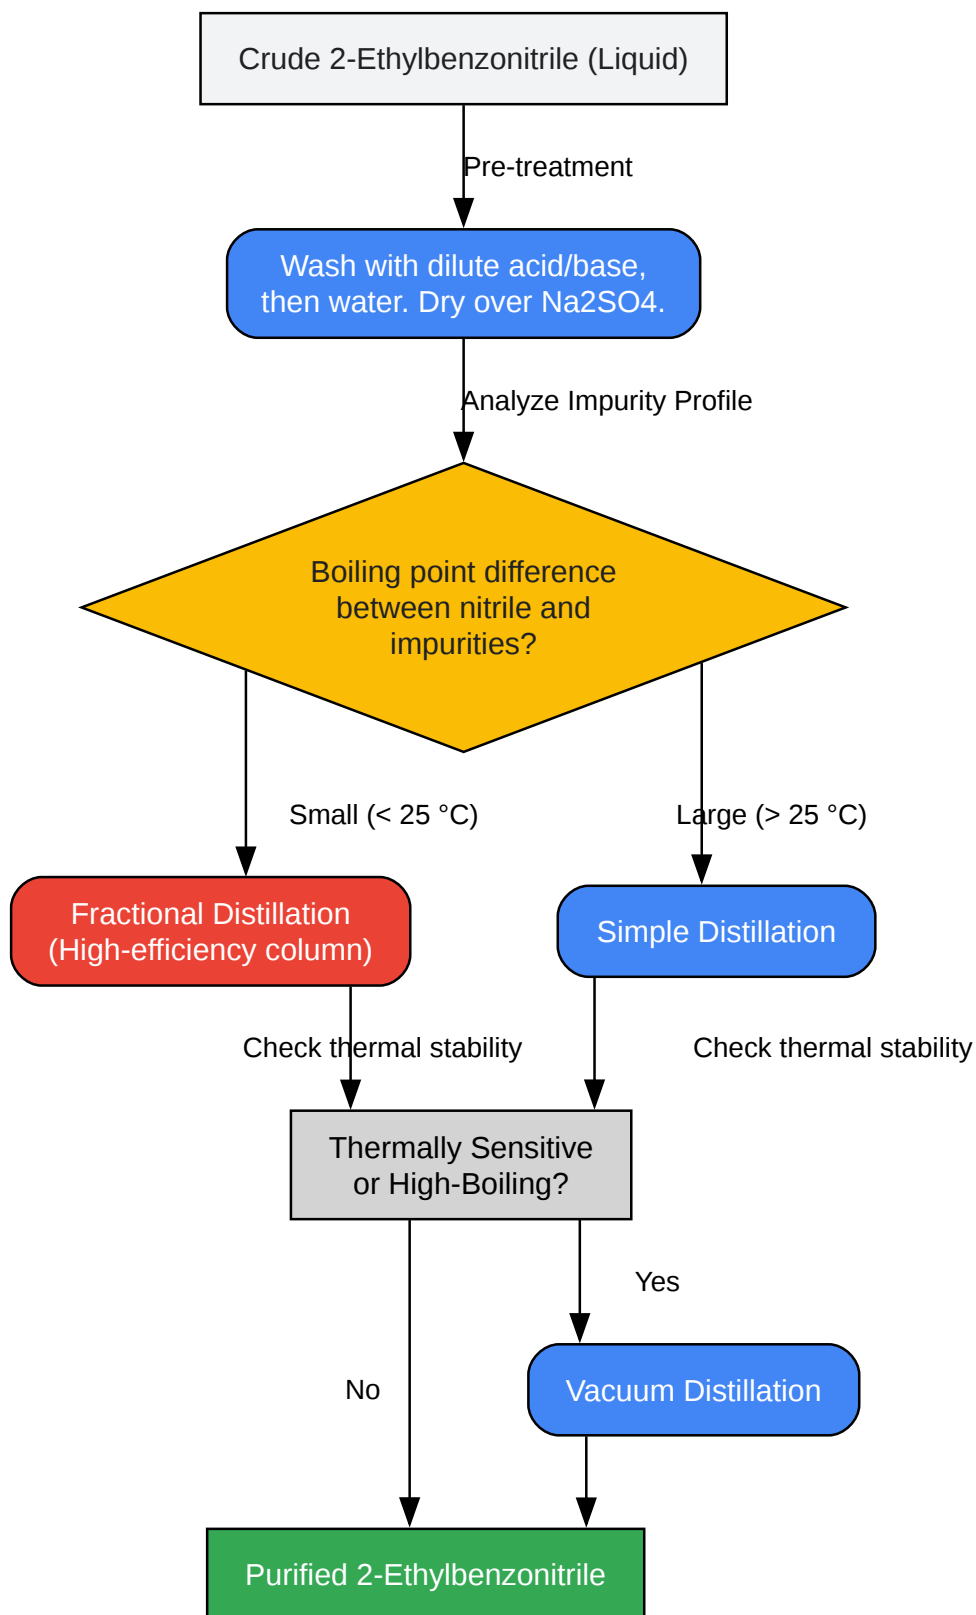 Crude 2-Ethylbenzonitrile (Liquid)
Pre-treatment
Wash with dilute acid/base,
then water. Dry over Na2SO4.
Analyze Impurity Profile
Boiling point difference
between nitrile and
impurities?
Small (< 25 °C)
Large (> 25 °C)
Fractional Distillation
(High-efficiency column)
Simple Distillation
Check thermal stability
Check thermal stability
Thermally Sensitive
or High-Boiling?
Yes
Vacuum Distillation
No
Purified 2-Ethylbenzonitrile